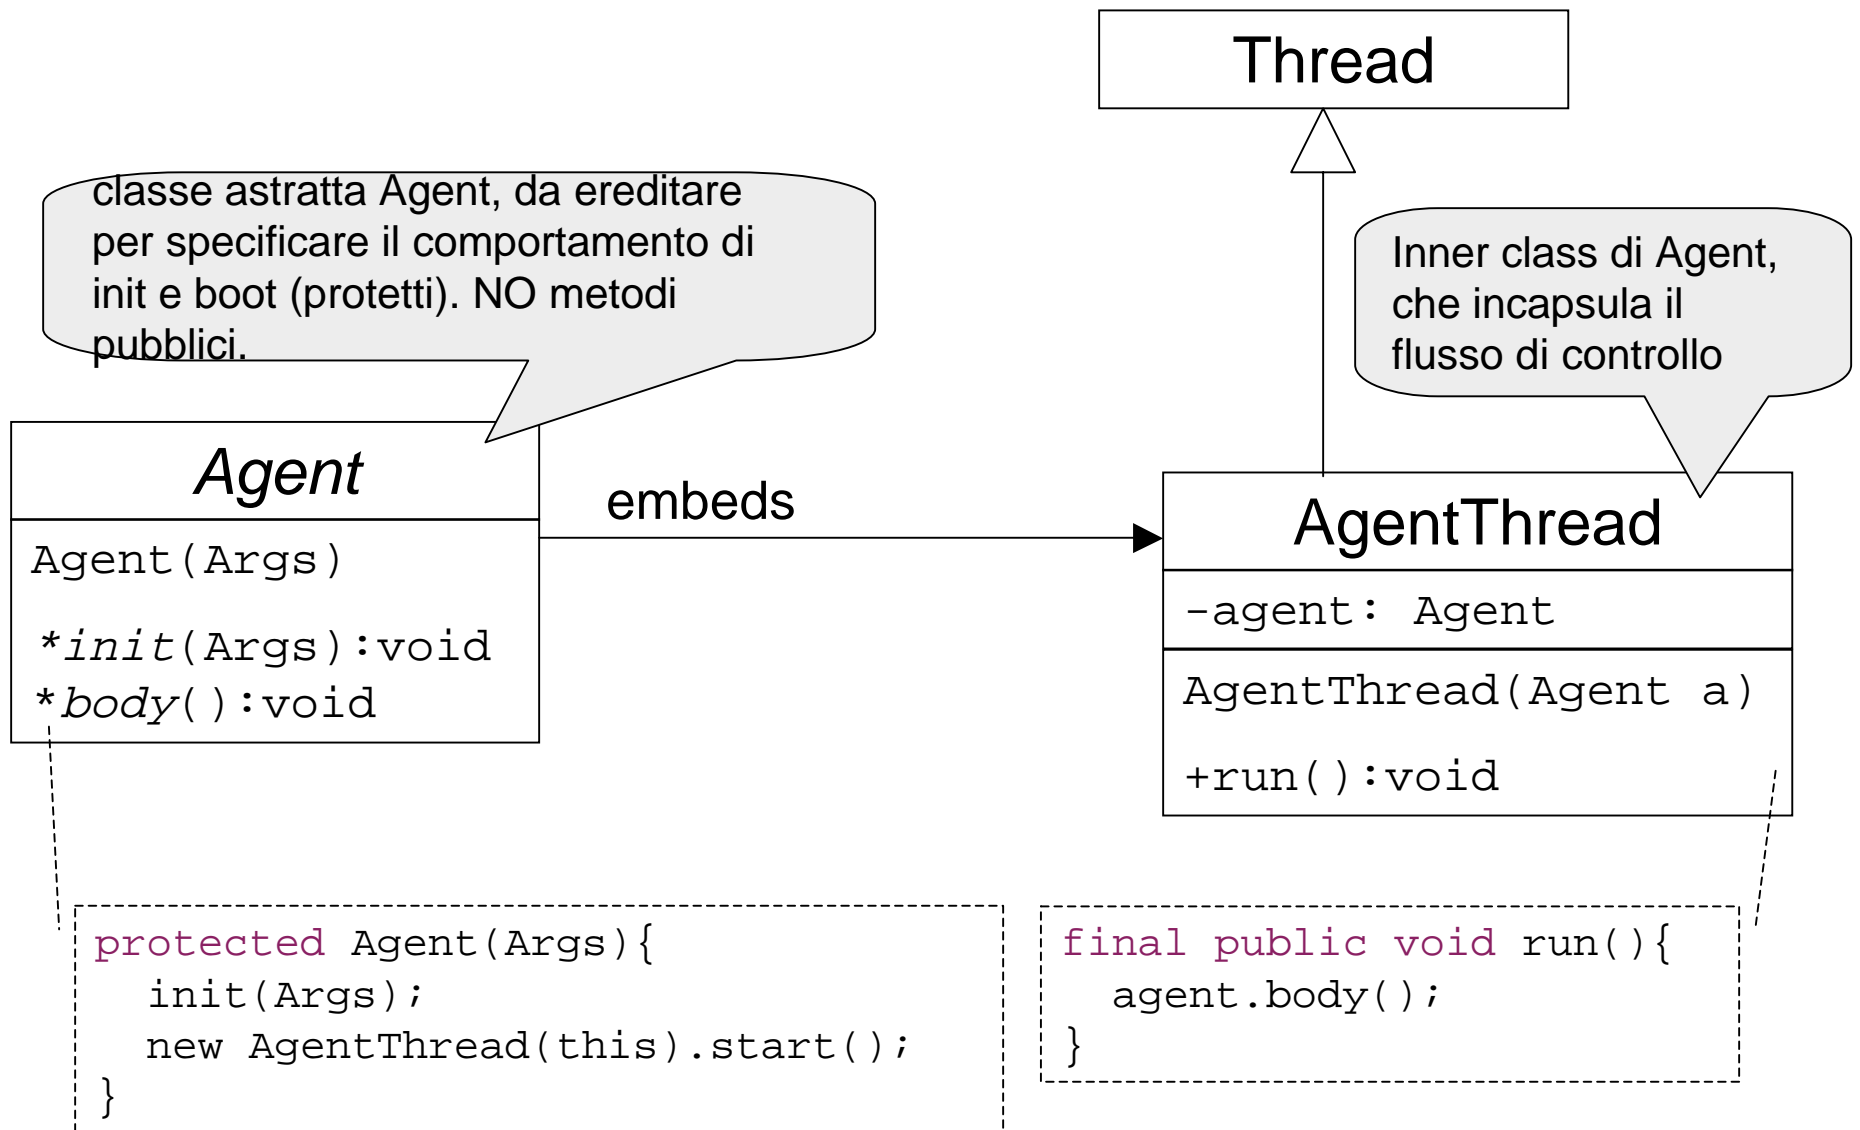 Thread
classe astratta Agent, da ereditare
per specificare il comportamento di
init e boot (protetti). NO metodi
pubblici.
Inner class di Agent,
che incapsula il
flusso di controllo
Agent
Agent(Args)
*init(Args):void
*body():void
embeds
AgentThread
-agent: Agent
AgentThread(Agent a)
+run():void
protected Agent(Args){
init(Args);
new AgentThread(this).start();
}
final public void run(){
agent.body();
}